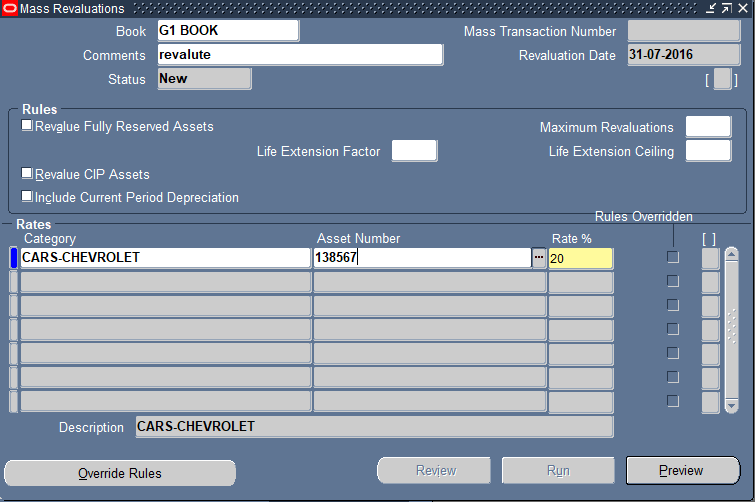 Mass Revaluations
Book G1 BOOK Mass Transaction Number
Comments revalute Revaluation Date 31-07-2016
Status New [ ]
Rules
Revalue Fully Reserved Assets Maximum Revaluations
Life Extension Factor Life Extension Ceiling
Revalue CIP Assets
Include Current Period Depreciation
Rules Overridden
Rates
Category Asset Number Rate % [ ]
CARS-CHEVROLET 138567 ... 20
Description CARS-CHEVROLET
Override Rules Review Run Preview